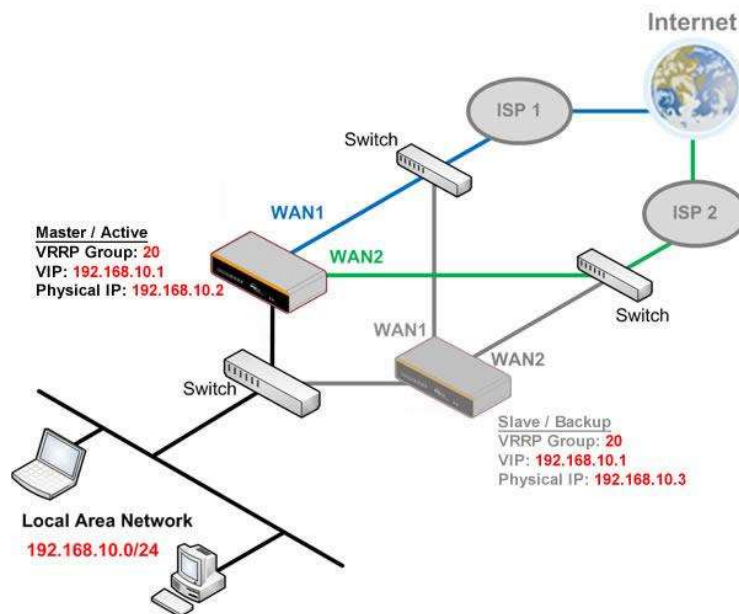 Internet
ISP 1
Switch
WAN1
Master / Active
VRRP Group: 20
VIP: 192.168.10.1
Physical IP: 192.168.10.2
WAN2
ISP 2
Switch
WAN1
WAN2
Switch
Slave / Backup
VRRP Group: 20
VIP: 192.168.10.1
Physical IP: 192.168.10.3
Local Area Network
192.168.10.0/24